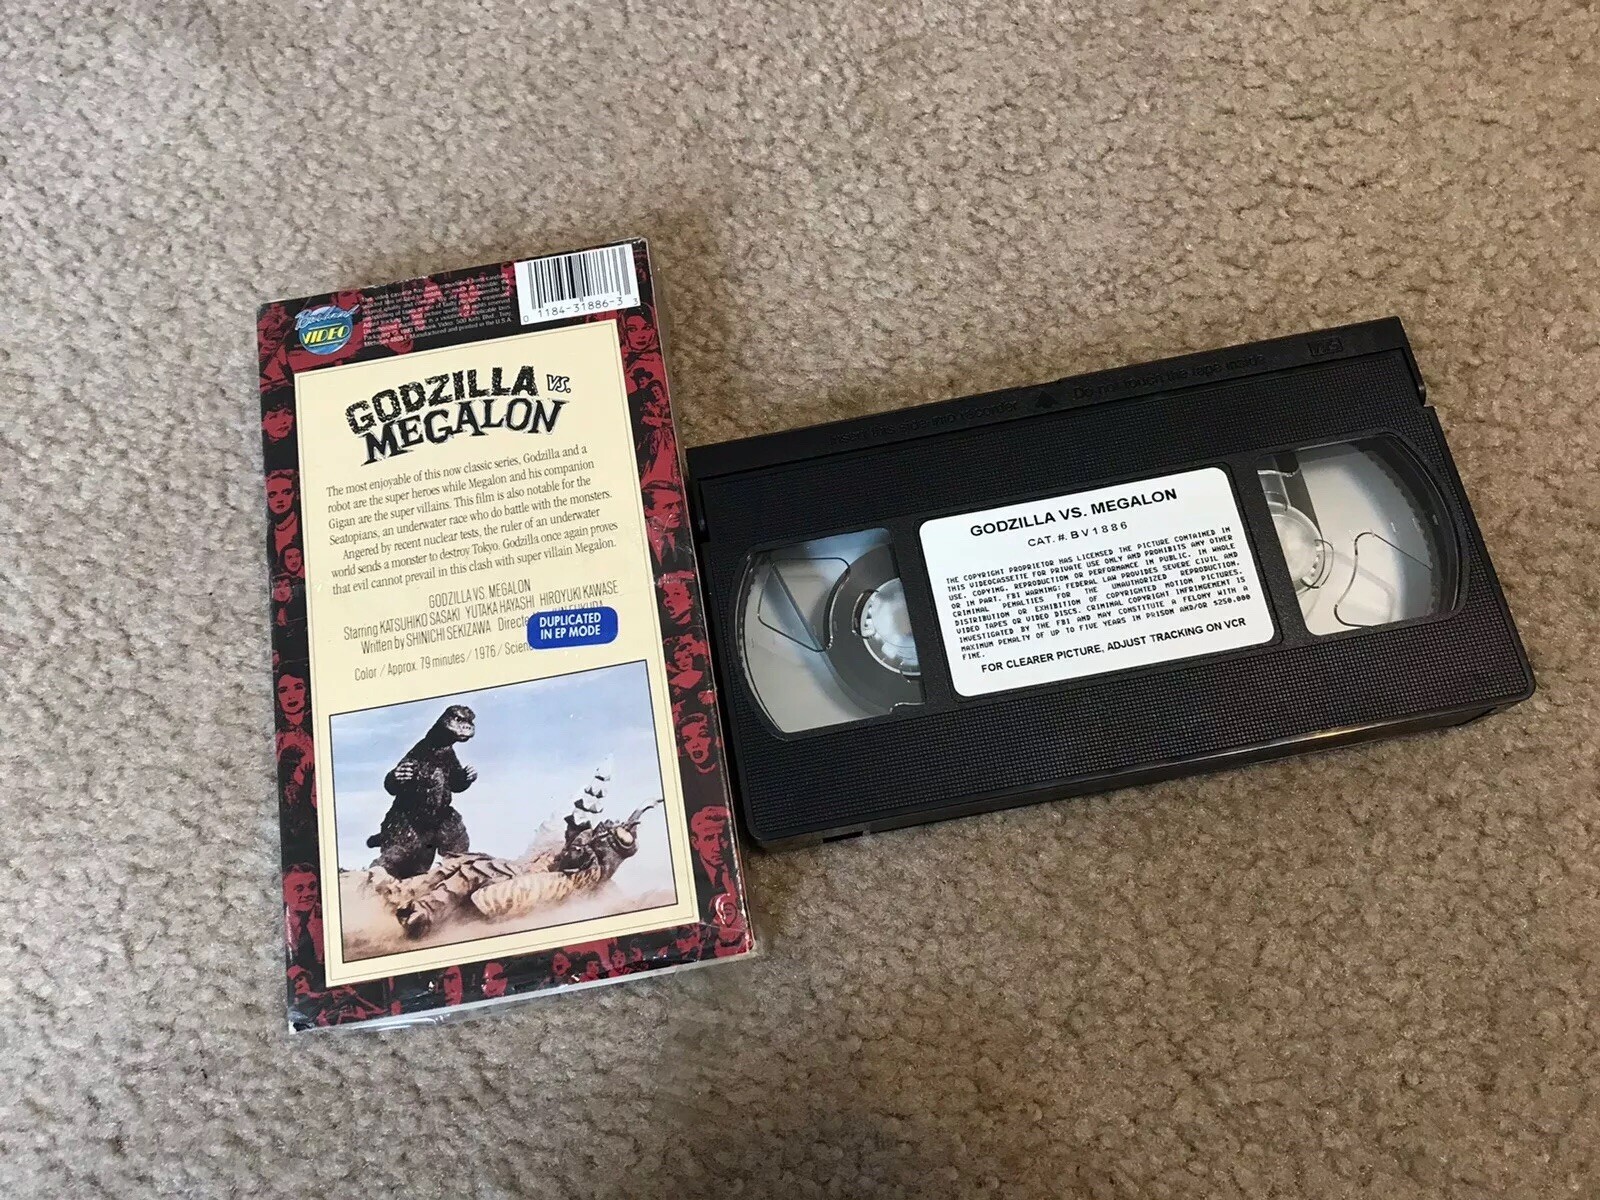 VIDEO
0 1184-31886-3 3
GODZILLA VS.
MEGALON
The most enjoyable of this now classic series, Godzilla and a
robot are the super heroes while Megalon and his companion
Gigan are the super villains. This film is also notable for the
Seatopians, an underwater race who do battle with the monsters.
Angered by recent nuclear tests, the ruler of an underwater
world sends a monster to destroy Tokyo. Godzilla once again proves
that evil cannot prevail in this clash with super villain Megalon.
GODZILLA VS. MEGALON
Starring KATSUHIKO SASAKI YUTAKA HAYASHI HIROYUKI KAWASE
Written by SHINICHI SEKIZAWA
Color / Approx. 79 minutes / 1976 /
DUPLICATED
IN EP MODE
Do not touch the tape inside
VHS
GODZILLA VS. MEGALON
CAT. #. BV1886
THE COPYRIGHT PROPRIETOR HAS LICENSED THE PICTURE CONTAINED IN
THIS VIDEOCASSETTE FOR PRIVATE USE ONLY AND PROHIBITS ANY OTHER
USE. COPYING, REPRODUCTION OR PERFORMANCE IN PUBLIC, IN WHOLE
OR IN PART. FBI WARNING: FEDERAL LAW PROVIDES SEVERE CIVIL AND
CRIMINAL PENALTIES FOR THE UNAUTHORIZED REPRODUCTION,
DISTRIBUTION OR EXHIBITION OF COPYRIGHTED MOTION PICTURES,
VIDEO TAPES OR VIDEO DISCS. CRIMINAL COPYRIGHT INFRINGEMENT IS
INVESTIGATED BY THE FBI AND MAY CONSTITUTE A FELONY WITH A
MAXIMUM PENALTY OF UP TO FIVE YEARS IN PRISON AND/OR $250.000
FINE.
FOR CLEARER PICTURE, ADJUST TRACKING ON VCR